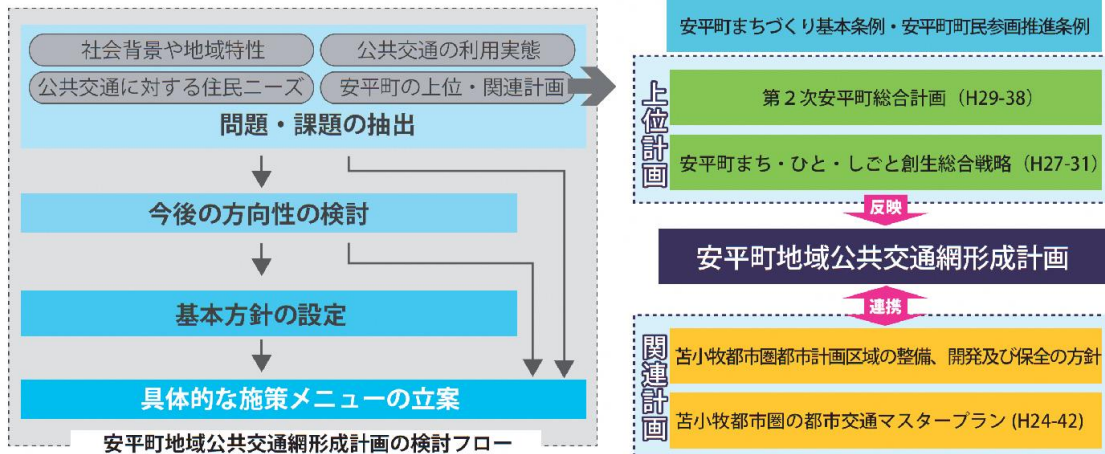 社会背景や地域特性
公共交通の利用実態
公共交通に対する住民ニーズ
安平町の上位・関連計画
問題・課題の抽出
今後の方向性の検討
基本方針の設定
具体的な施策メニューの立案
安平町地域公共交通網形成計画の検討フロー
安平町まちづくり基本条例・安平町町民参画推進条例
上位計画
第2次安平町総合計画（H29-38）
安平町まち・ひと・しごと創生総合戦略（H27-31）
反映
安平町地域公共交通網形成計画
連携
関連計画
苫小牧都市圏都市計画区域の整備、開発及び保全の方針
苫小牧都市圏の都市交通マスタープラン (H24-42)